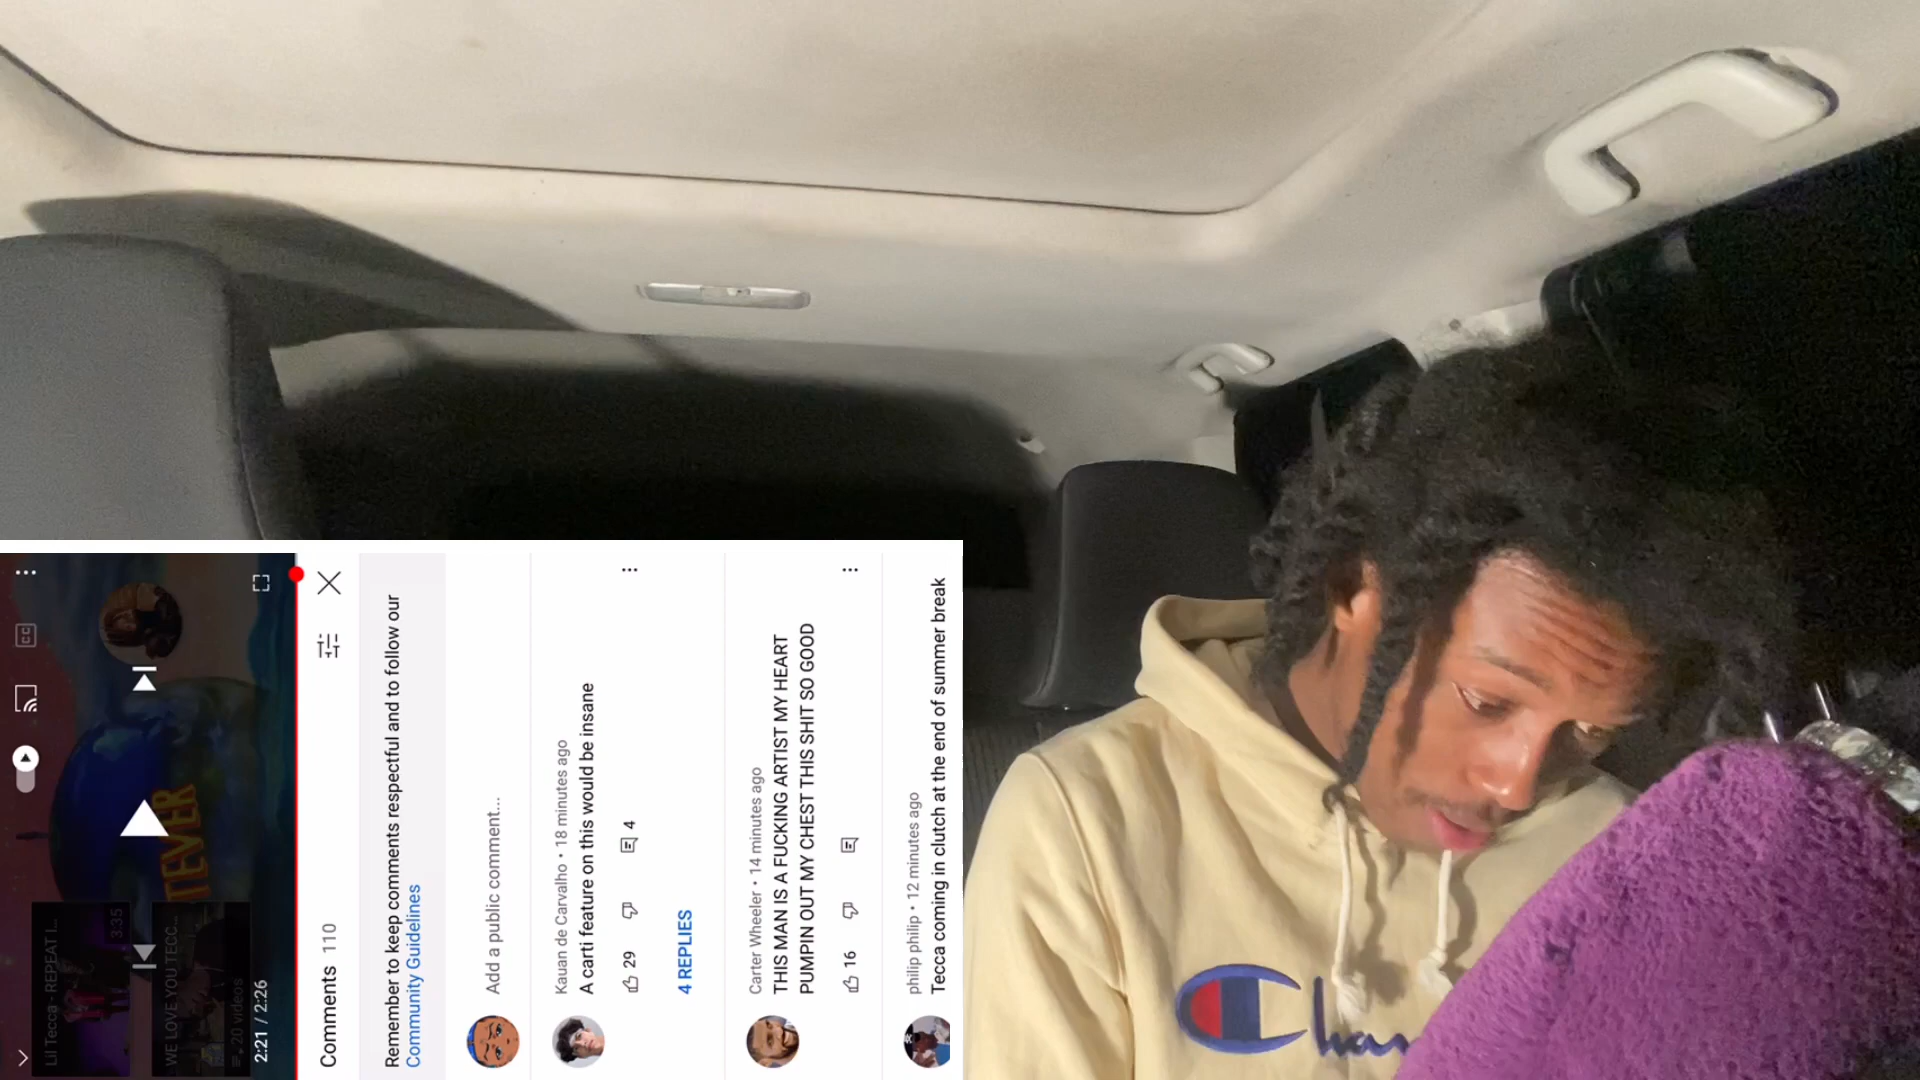 Lil Tecca - REPEAT I...
3:35
WE LOVE YOU TECC...
20 videos
TEVER
CC
2:21 / 2:26
Comments 110
Remember to keep comments respectful and to follow our
Community Guidelines
Add a public comment...
Kauan de Carvalho • 18 minutes ago
A carti feature on this would be insane
29
4
4 REPLIES
Carter Wheeler • 14 minutes ago
THIS MAN IS A FUCKING ARTIST MY HEART
PUMPIN OUT MY CHEST THIS SHIT SO GOOD
16
philip philip • 12 minutes ago
Tecca coming in clutch at the end of summer break
Cham